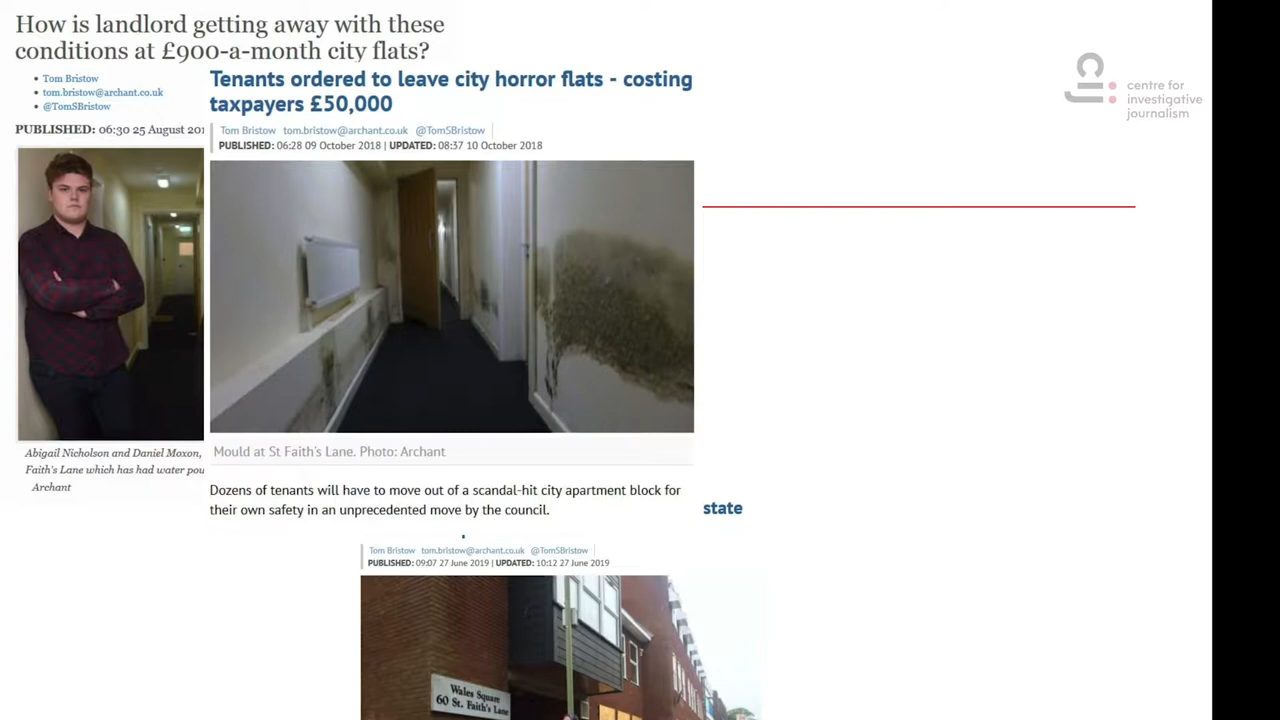 How is landlord getting away with these
conditions at £900-a-month city flats?
Tom Bristow
tom.bristow@archant.co.uk
@TomSBristow
PUBLISHED: 06:30 25 August 201
Abigail Nicholson and Daniel Moxon,
Faith's Lane which has had water pou
Archant
Tenants ordered to leave city horror flats - costing
taxpayers £50,000
Tom Bristow tom.bristow@archant.co.uk @TomSBristow
PUBLISHED: 06:28 09 October 2018 | UPDATED: 08:37 10 October 2018
Mould at St Faith's Lane. Photo: Archant
Dozens of tenants will have to move out of a scandal-hit city apartment block for
their own safety in an unprecedented move by the council.
state
Tom Bristow tom.bristow@archant.co.uk @TomSBristow
PUBLISHED: 09:07 27 June 2019 | UPDATED: 10:12 27 June 2019
Wales Square
60 St. Faith's Lane
centre for
investigative
journalism